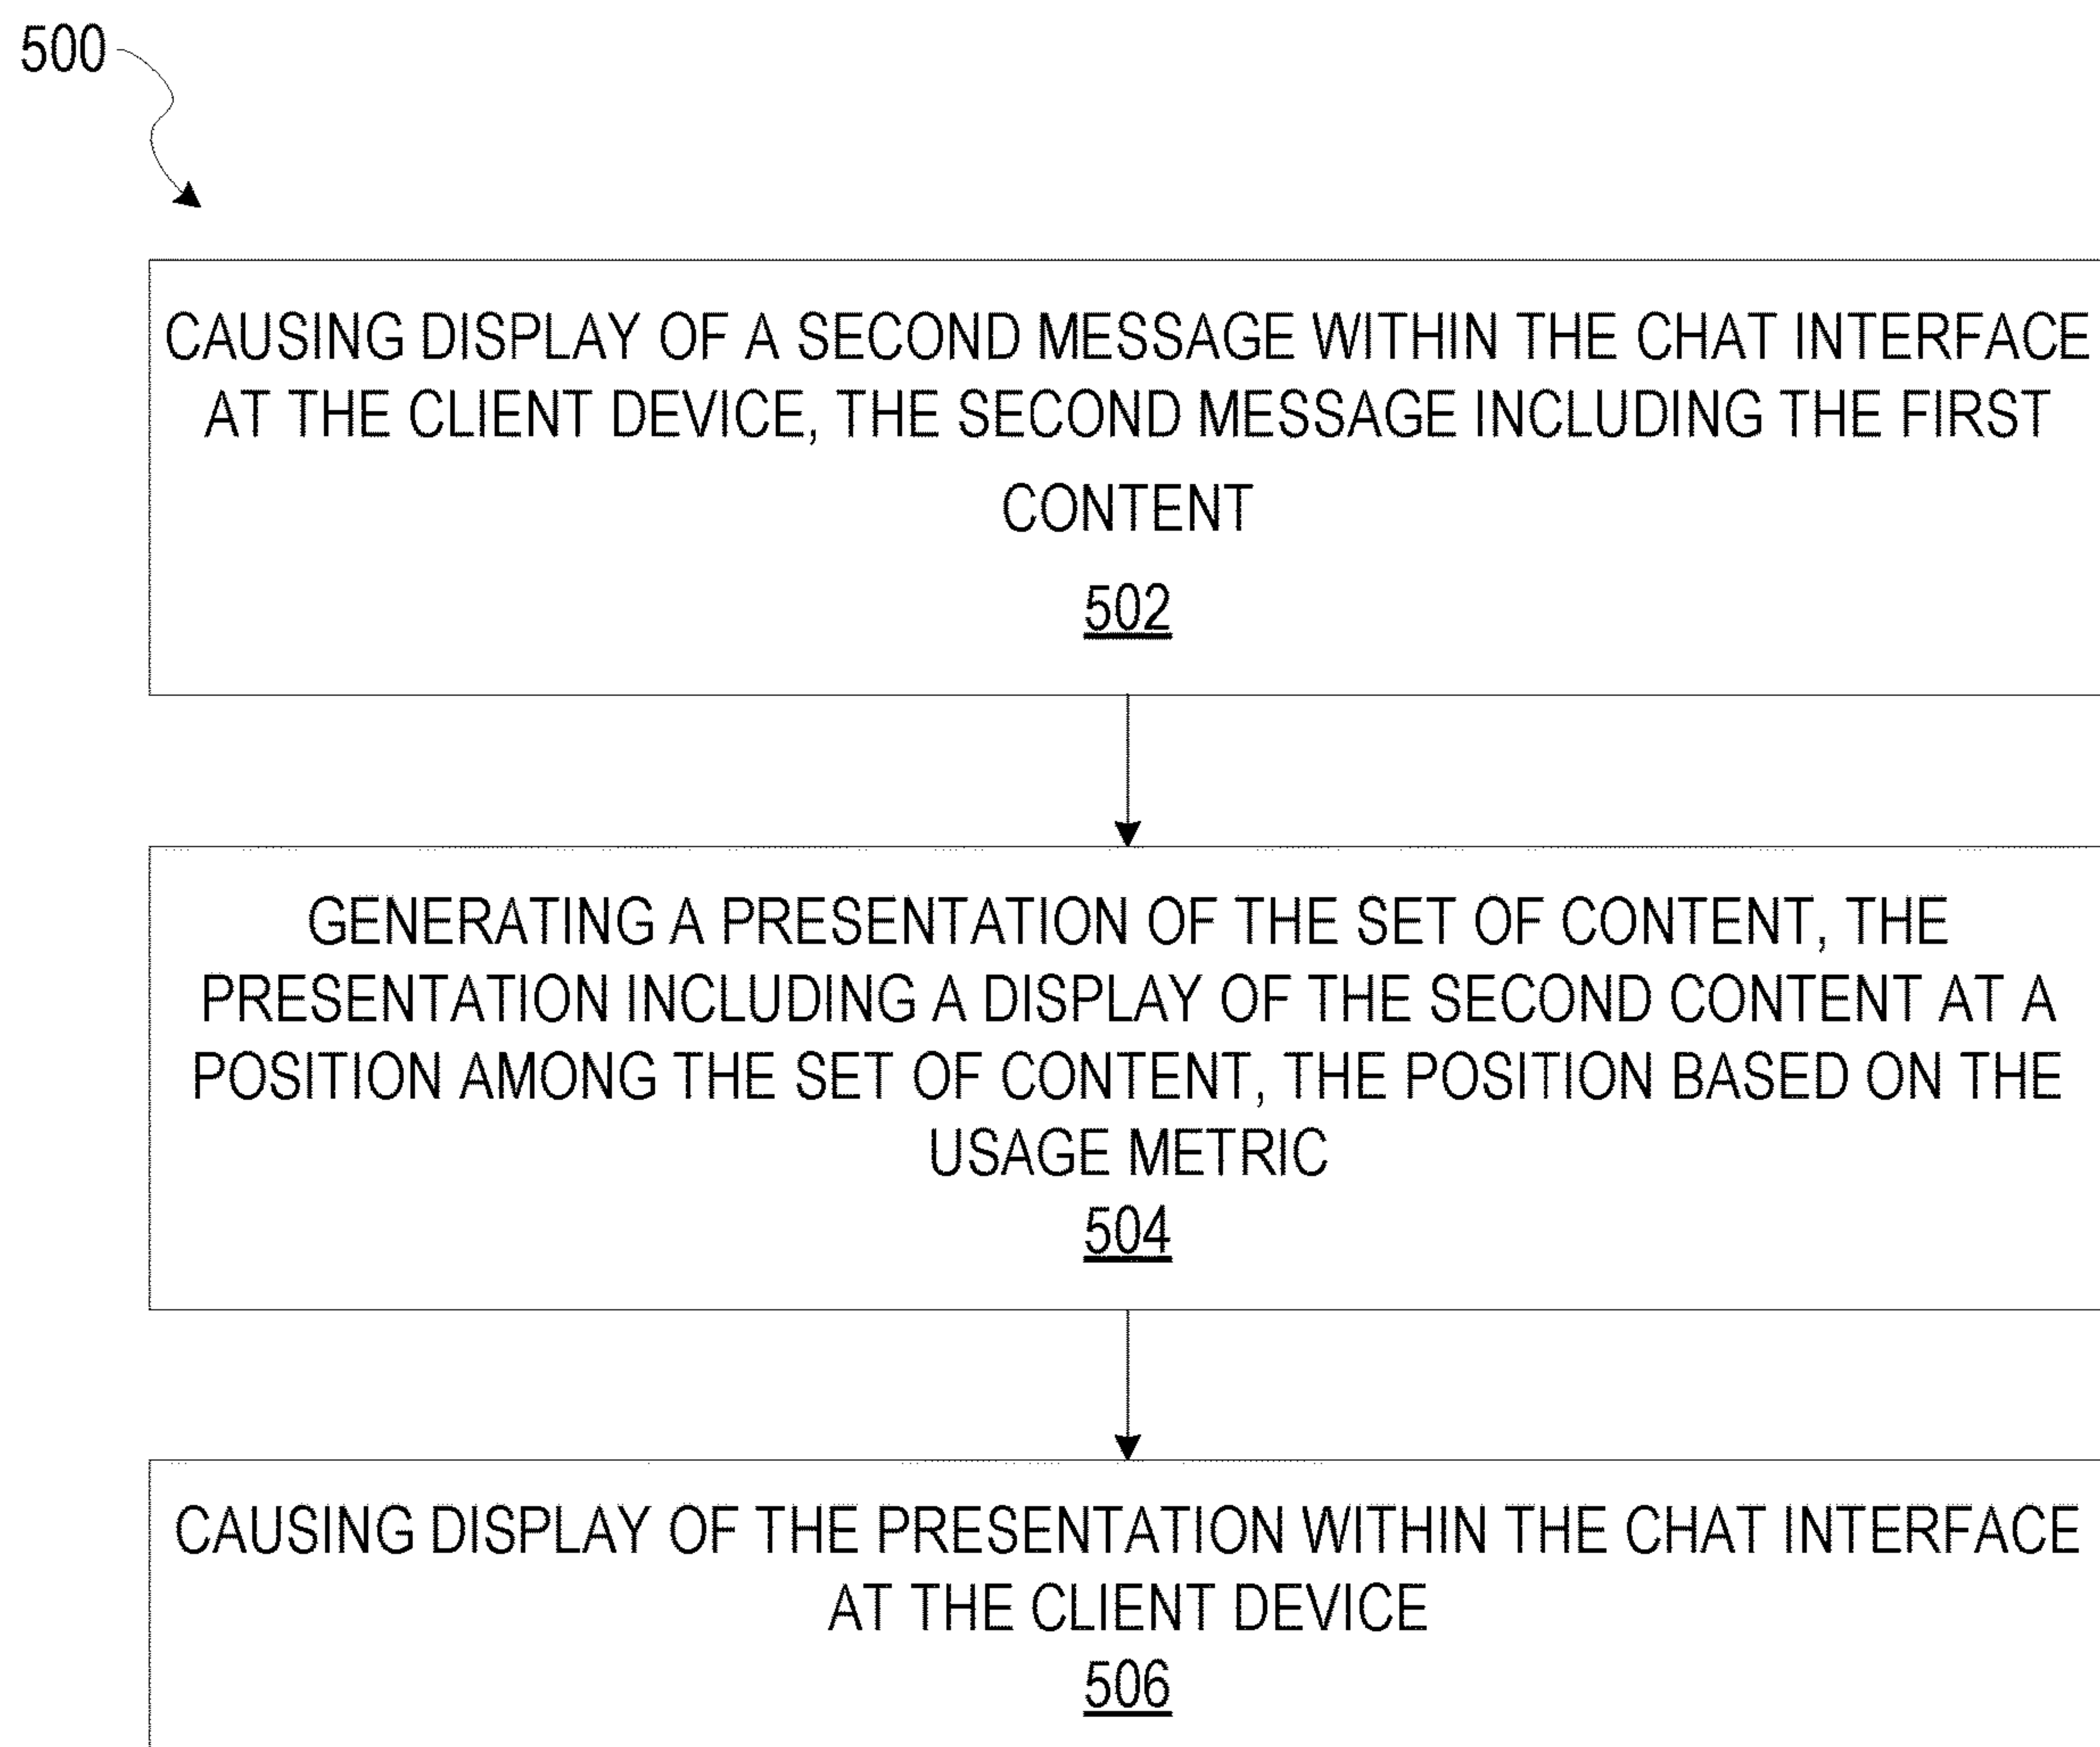 500
CAUSING DISPLAY OF A SECOND MESSAGE WITHIN THE CHAT INTERFACE
AT THE CLIENT DEVICE, THE SECOND MESSAGE INCLUDING THE FIRST
CONTENT
502
GENERATING A PRESENTATION OF THE SET OF CONTENT, THE
PRESENTATION INCLUDING A DISPLAY OF THE SECOND CONTENT AT A
POSITION AMONG THE SET OF CONTENT, THE POSITION BASED ON THE
USAGE METRIC
504
CAUSING DISPLAY OF THE PRESENTATION WITHIN THE CHAT INTERFACE
AT THE CLIENT DEVICE
506